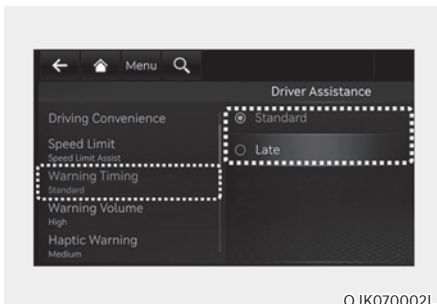 Menu
Driver Assistance
Driving Convenience
Speed Limit
Speed Limit Assist
Warning Timing
Standard
Warning Volume
High
Haptic Warning
Medium
Standard
Late
OJK070002L